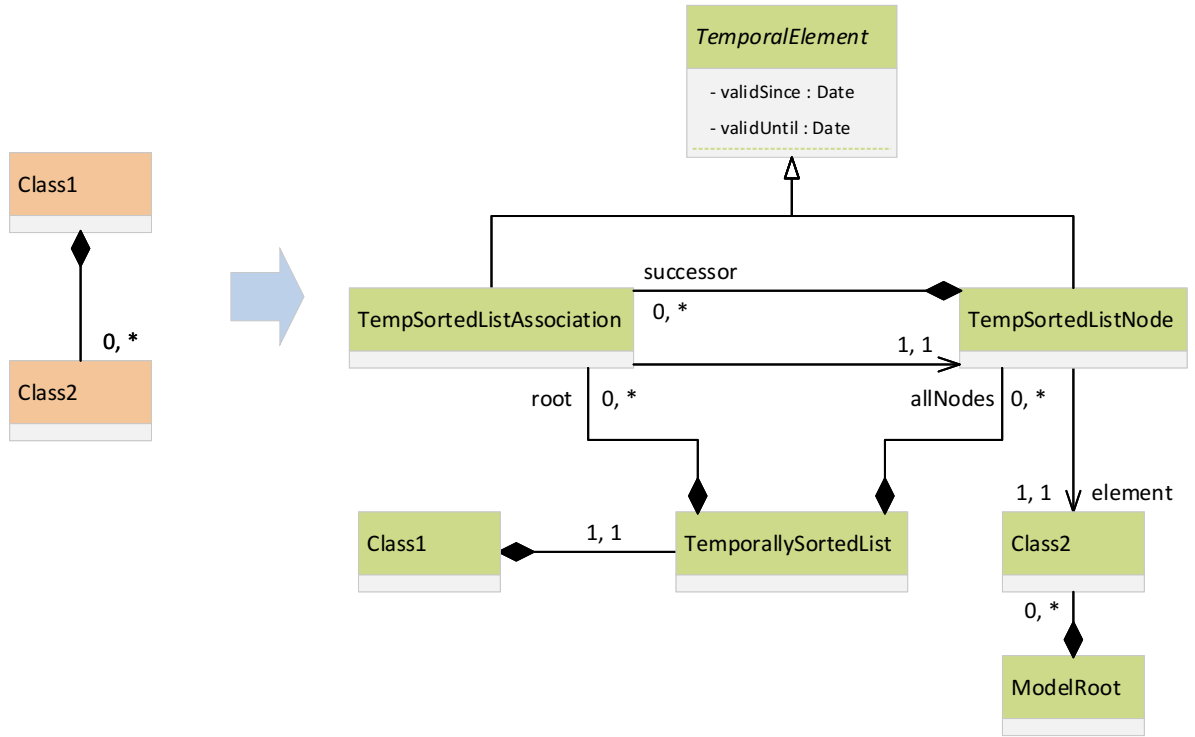 TemporalElement
- validSince : Date
- validUntil : Date
Class1
0, *
Class2
successor
0, *
TempSortedListAssociation
TempSortedListNode
1, 1
root
0, *
allNodes
0, *
1, 1
element
Class1
1, 1
TemporallySortedList
Class2
0, *
ModelRoot